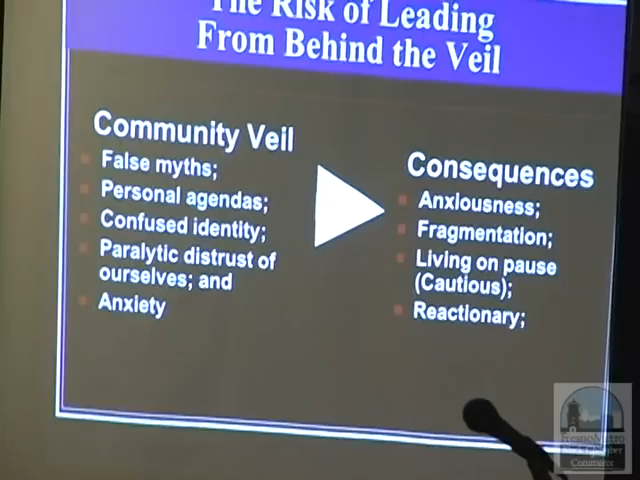 The Risk of Leading
From Behind the Veil
Community Veil
False myths;
Personal agendas;
Confused identity;
Paralytic distrust of
ourselves; and
Anxiety
Consequences
Anxiousness;
Fragmentation;
Living on pause
(Cautious);
Reactionary;
Commerce